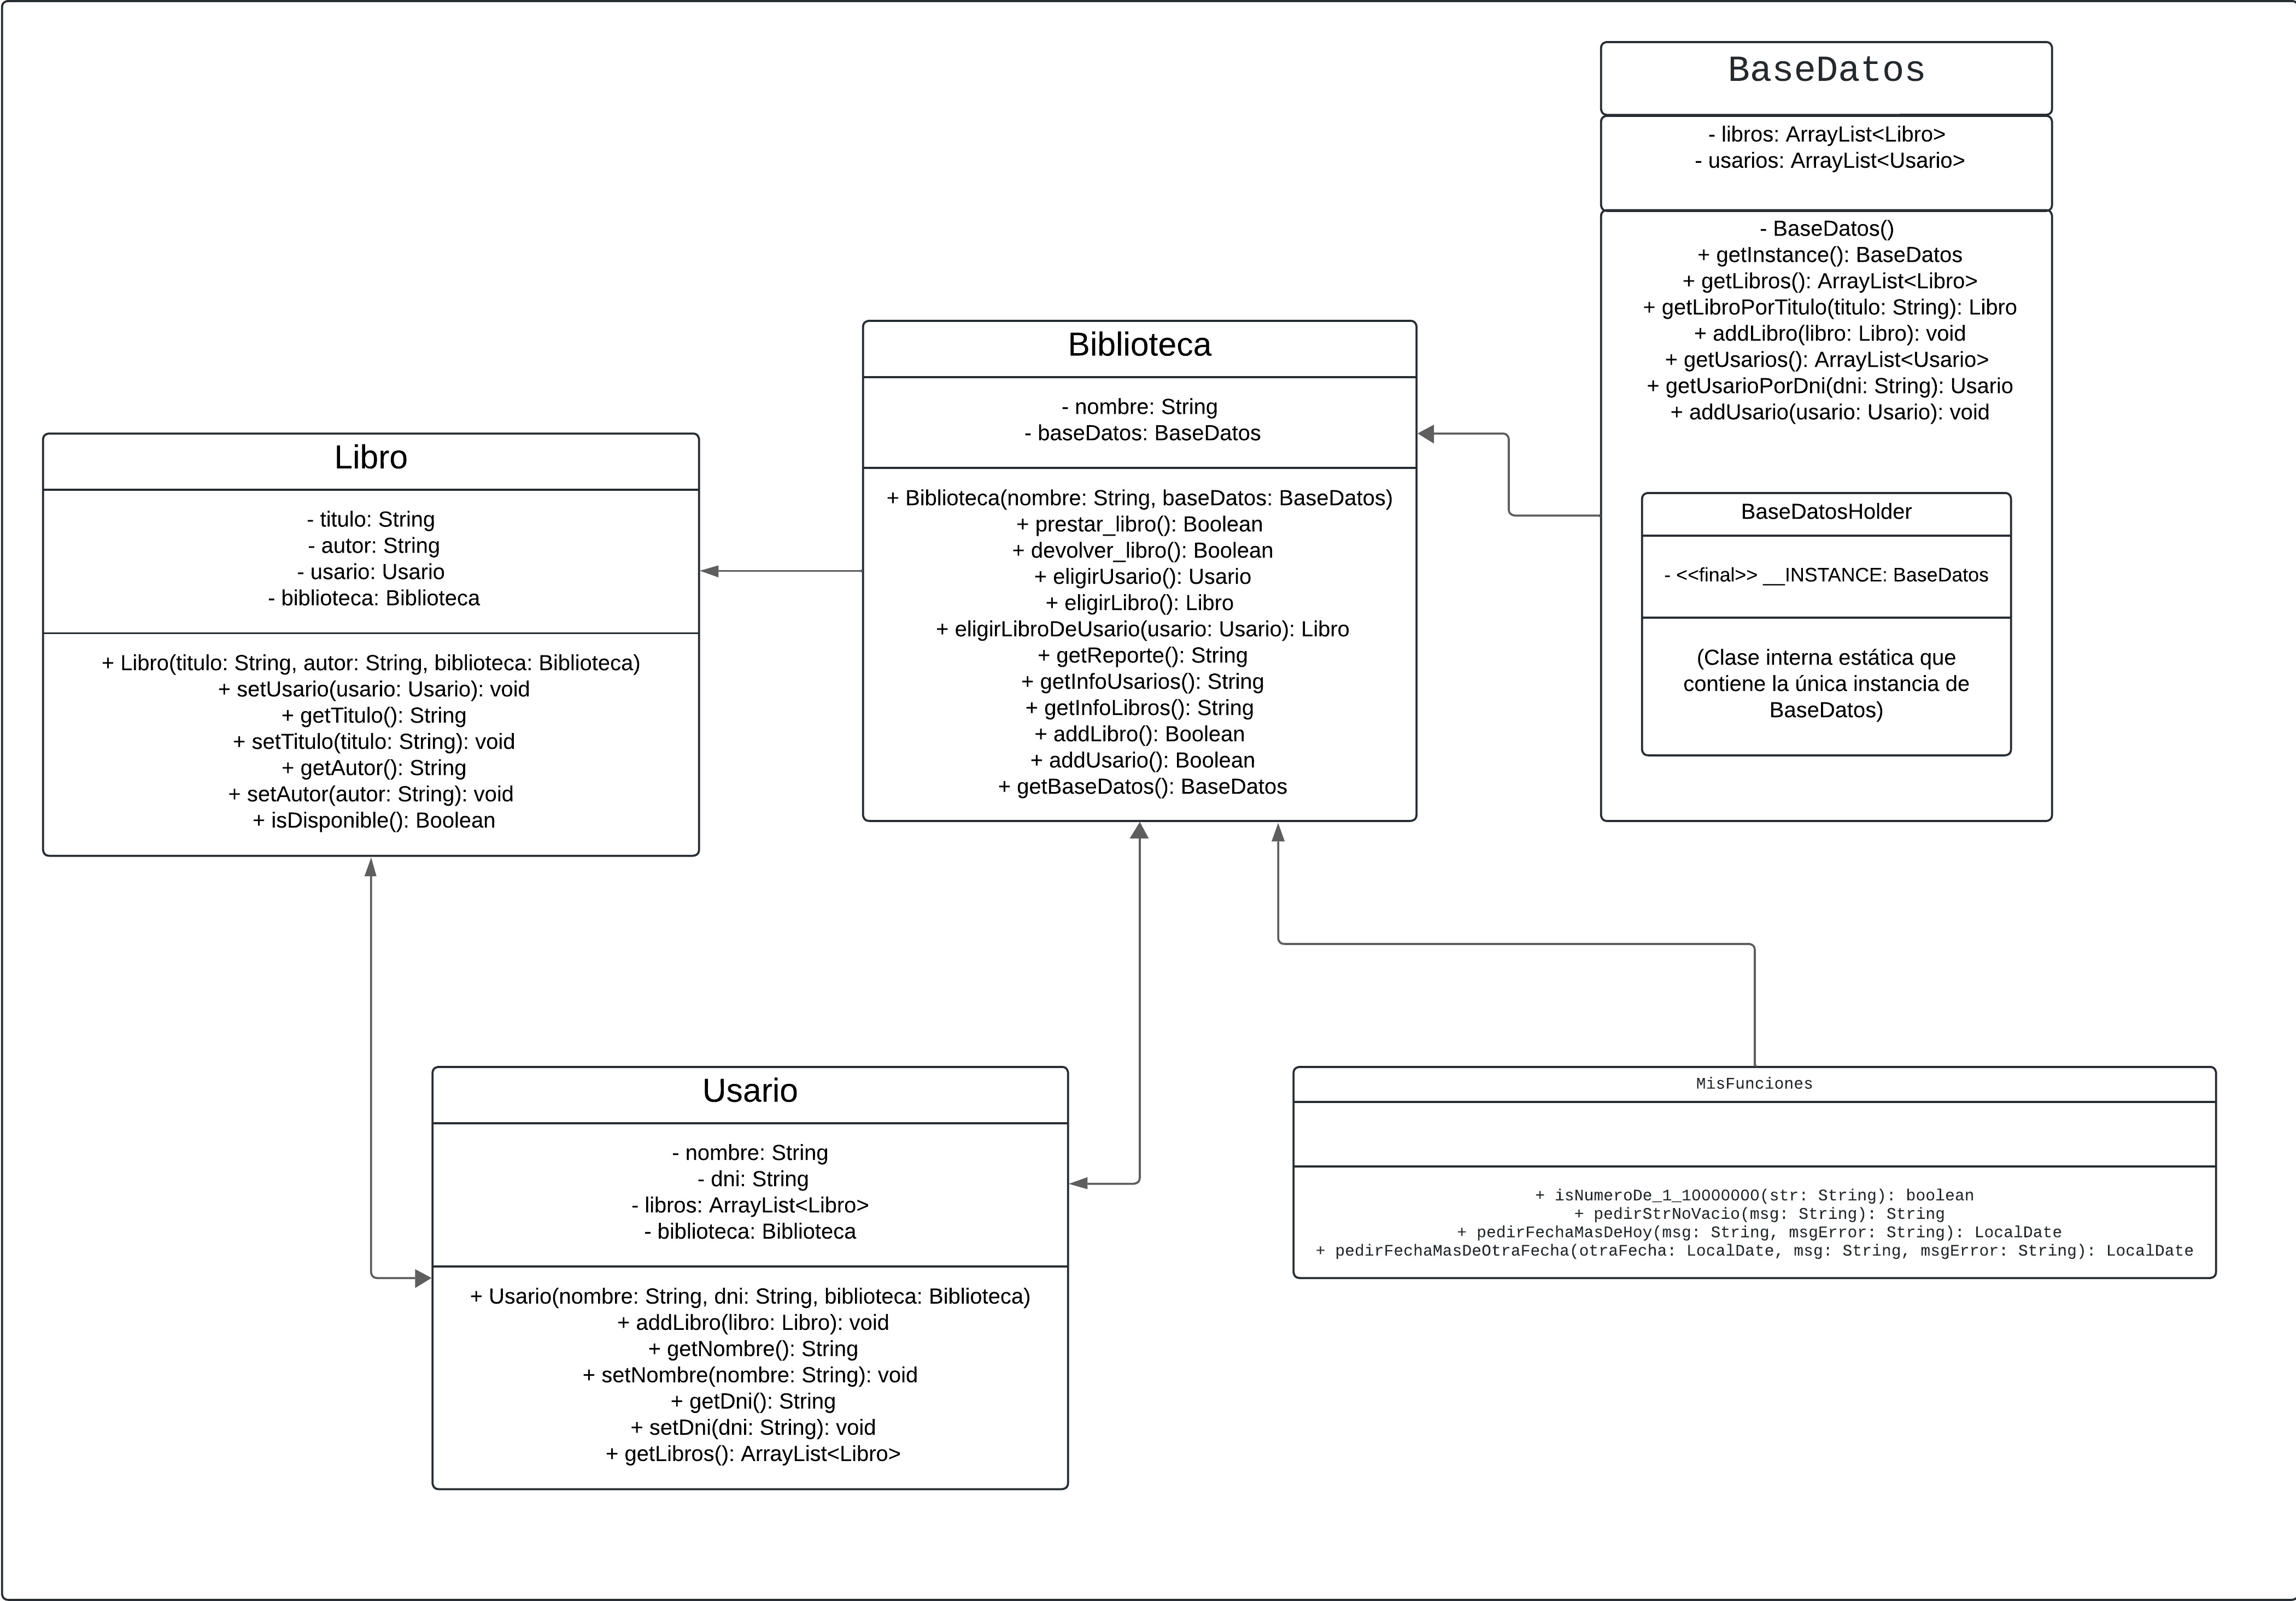 BaseDatos
- libros: ArrayList<Libro>
- usarios: ArrayList<Usario>
- BaseDatos()
+ getInstance(): BaseDatos
+ getLibros(): ArrayList<Libro>
+ getLibroPorTitulo(titulo: String): Libro
+ addLibro(libro: Libro): void
+ getUsarios(): ArrayList<Usario>
+ getUsarioPorDni(dni: String): Usario
+ addUsario(usario: Usario): void
BaseDatosHolder
- <<final>> __INSTANCE: BaseDatos
(Clase interna estática que
contiene la única instancia de
BaseDatos)
Biblioteca
- nombre: String
- baseDatos: BaseDatos
+ Biblioteca(nombre: String, baseDatos: BaseDatos)
+ prestar_libro(): Boolean
+ devolver_libro(): Boolean
+ eligirUsario(): Usario
+ eligirLibro(): Libro
+ eligirLibroDeUsario(usario: Usario): Libro
+ getReporte(): String
+ getInfoUsarios(): String
+ getInfoLibros(): String
+ addLibro(): Boolean
+ addUsario(): Boolean
+ getBaseDatos(): BaseDatos
Libro
- titulo: String
- autor: String
- usario: Usario
- biblioteca: Biblioteca
+ Libro(titulo: String, autor: String, biblioteca: Biblioteca)
+ setUsario(usario: Usario): void
+ getTitulo(): String
+ setTitulo(titulo: String): void
+ getAutor(): String
+ setAutor(autor: String): void
+ isDisponible(): Boolean
Usario
- nombre: String
- dni: String
- libros: ArrayList<Libro>
- biblioteca: Biblioteca
+ Usario(nombre: String, dni: String, biblioteca: Biblioteca)
+ addLibro(libro: Libro): void
+ getNombre(): String
+ setNombre(nombre: String): void
+ getDni(): String
+ setDni(dni: String): void
+ getLibros(): ArrayList<Libro>
MisFunciones
+ isNumeroDe_1_1OOOOOOO(str: String): boolean
+ pedirStrNoVacio(msg: String): String
+ pedirFechaMasDeHoy(msg: String, msgError: String): LocalDate
+ pedirFechaMasDeOtraFecha(otraFecha: LocalDate, msg: String, msgError: String): LocalDate